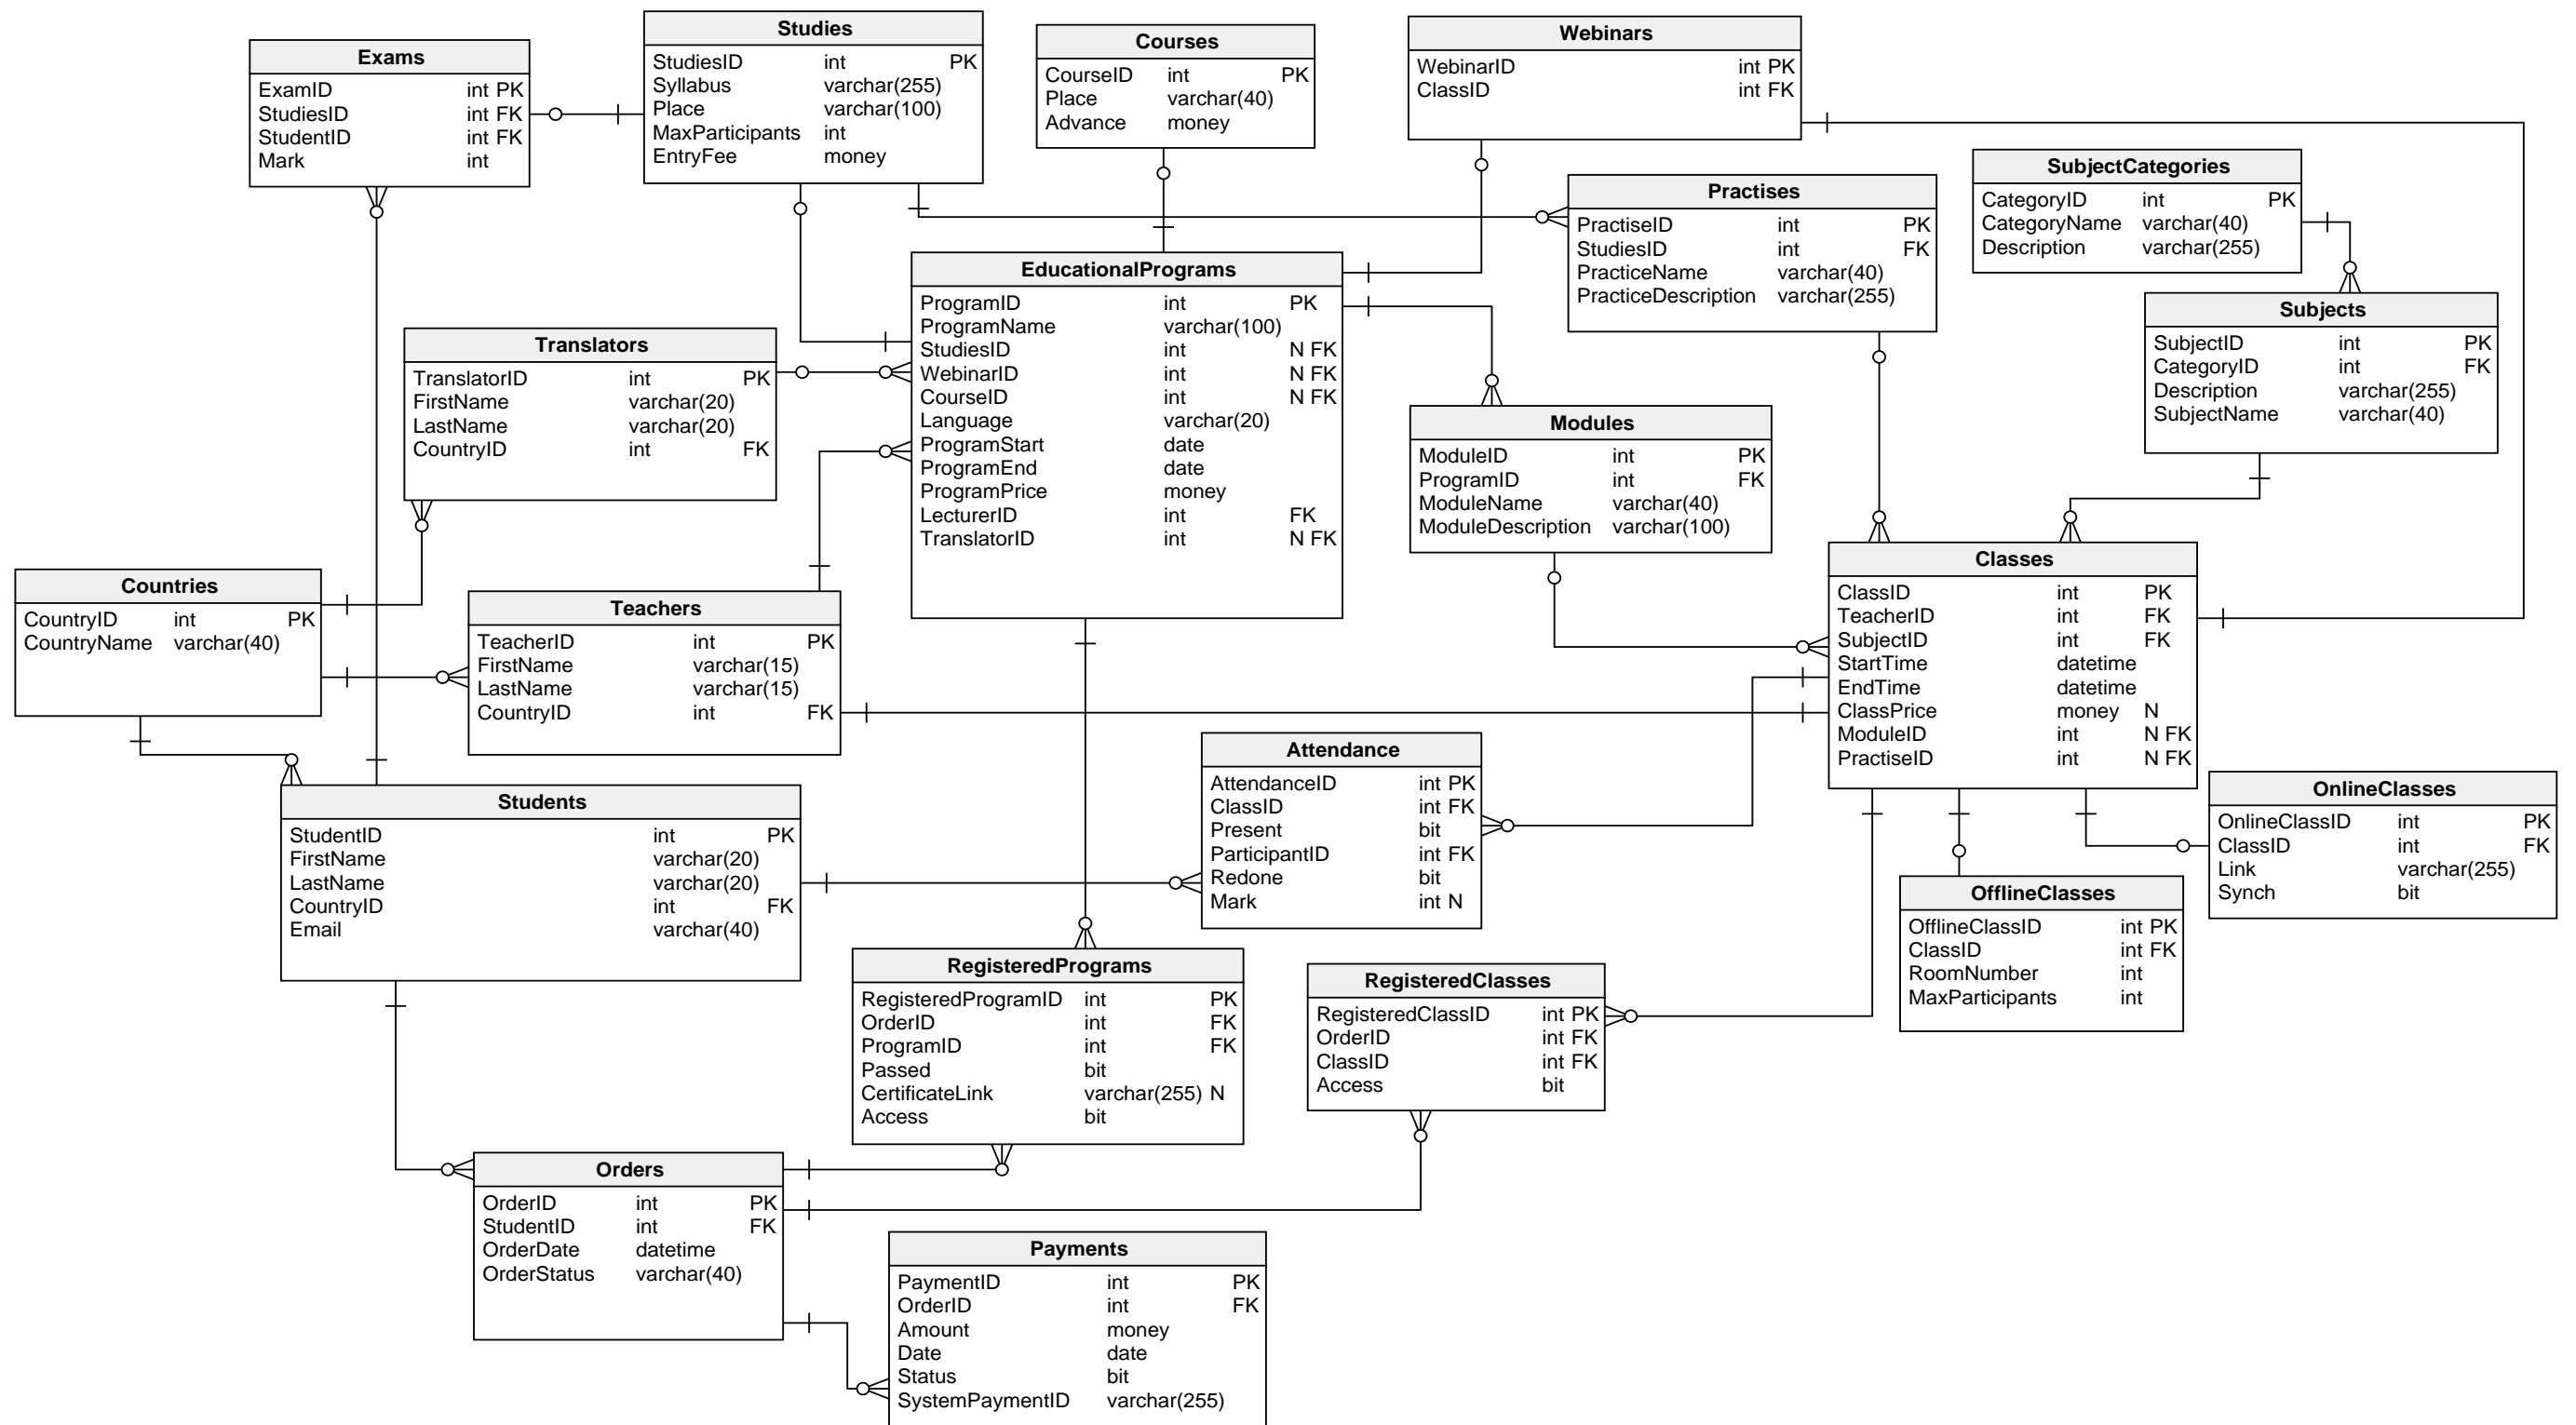 Exams
ExamID int PK
StudiesID int FK
StudentID int FK
Mark int
Studies
StudiesID int PK
Syllabus varchar(255)
Place varchar(100)
MaxParticipants int
EntryFee money
Courses
CourseID int PK
Place varchar(40)
Advance money
Webinars
WebinarID int PK
ClassID int FK
SubjectCategories
CategoryID int PK
CategoryName varchar(40)
Description varchar(255)
Practises
PractiseID int PK
StudiesID int FK
PracticeName varchar(40)
PracticeDescription varchar(255)
EducationalPrograms
ProgramID int PK
ProgramName varchar(100)
StudiesID int N FK
WebinarID int N FK
CourseID int N FK
Language varchar(20)
ProgramStart date
ProgramEnd date
ProgramPrice money
LecturerID int FK
TranslatorID int N FK
Subjects
SubjectID int PK
CategoryID int FK
Description varchar(255)
SubjectName varchar(40)
Translators
TranslatorID int PK
FirstName varchar(20)
LastName varchar(20)
CountryID int FK
Modules
ModuleID int PK
ProgramID int FK
ModuleName varchar(40)
ModuleDescription varchar(100)
Classes
ClassID int PK
TeacherID int FK
SubjectID int FK
StartTime datetime
EndTime datetime
ClassPrice money N
ModuleID int N FK
PractiseID int N FK
Countries
CountryID int PK
CountryName varchar(40)
Teachers
TeacherID int PK
FirstName varchar(15)
LastName varchar(15)
CountryID int FK
Attendance
AttendanceID int PK
ClassID int FK
Present bit
ParticipantID int FK
Redone bit
Mark int N
OnlineClasses
OnlineClassID int PK
ClassID int FK
Link varchar(255)
Synch bit
Students
StudentID int PK
FirstName varchar(20)
LastName varchar(20)
CountryID int FK
Email varchar(40)
OfflineClasses
OfflineClassID int PK
ClassID int FK
RoomNumber int
MaxParticipants int
RegisteredPrograms
RegisteredProgramID int PK
OrderID int FK
ProgramID int FK
Passed bit
CertificateLink varchar(255) N
Access bit
RegisteredClasses
RegisteredClassID int PK
OrderID int FK
ClassID int FK
Access bit
Orders
OrderID int PK
StudentID int FK
OrderDate datetime
OrderStatus varchar(40)
Payments
PaymentID int PK
OrderID int FK
Amount money
Date date
Status bit
SystemPaymentID varchar(255)